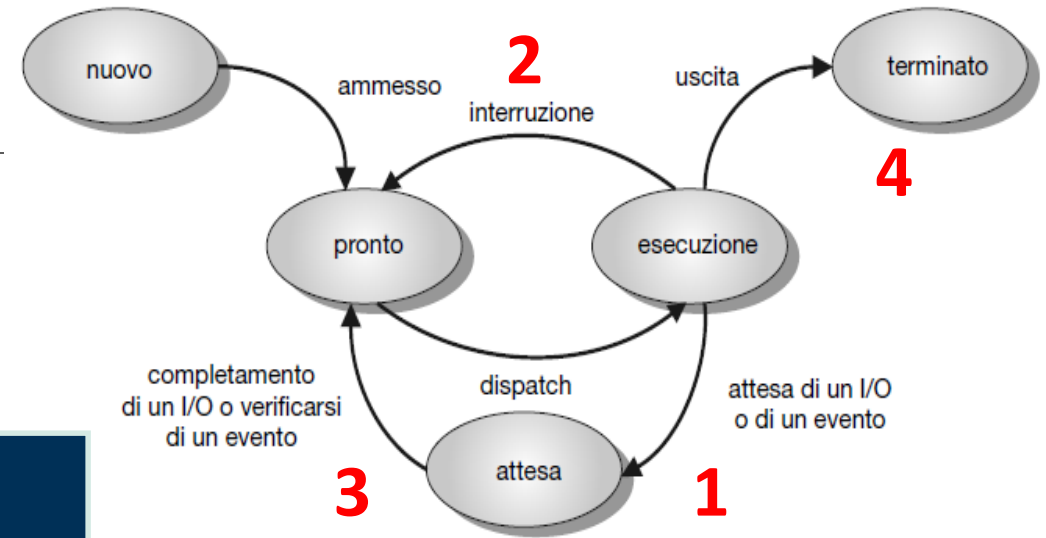 nuovo
ammesso
2
interruzione
uscita
terminato
4
pronto
esecuzione
completamento
di un I/O o verificarsi
di un evento
dispatch
attesa di un I/O
o di un evento
3
attesa
1